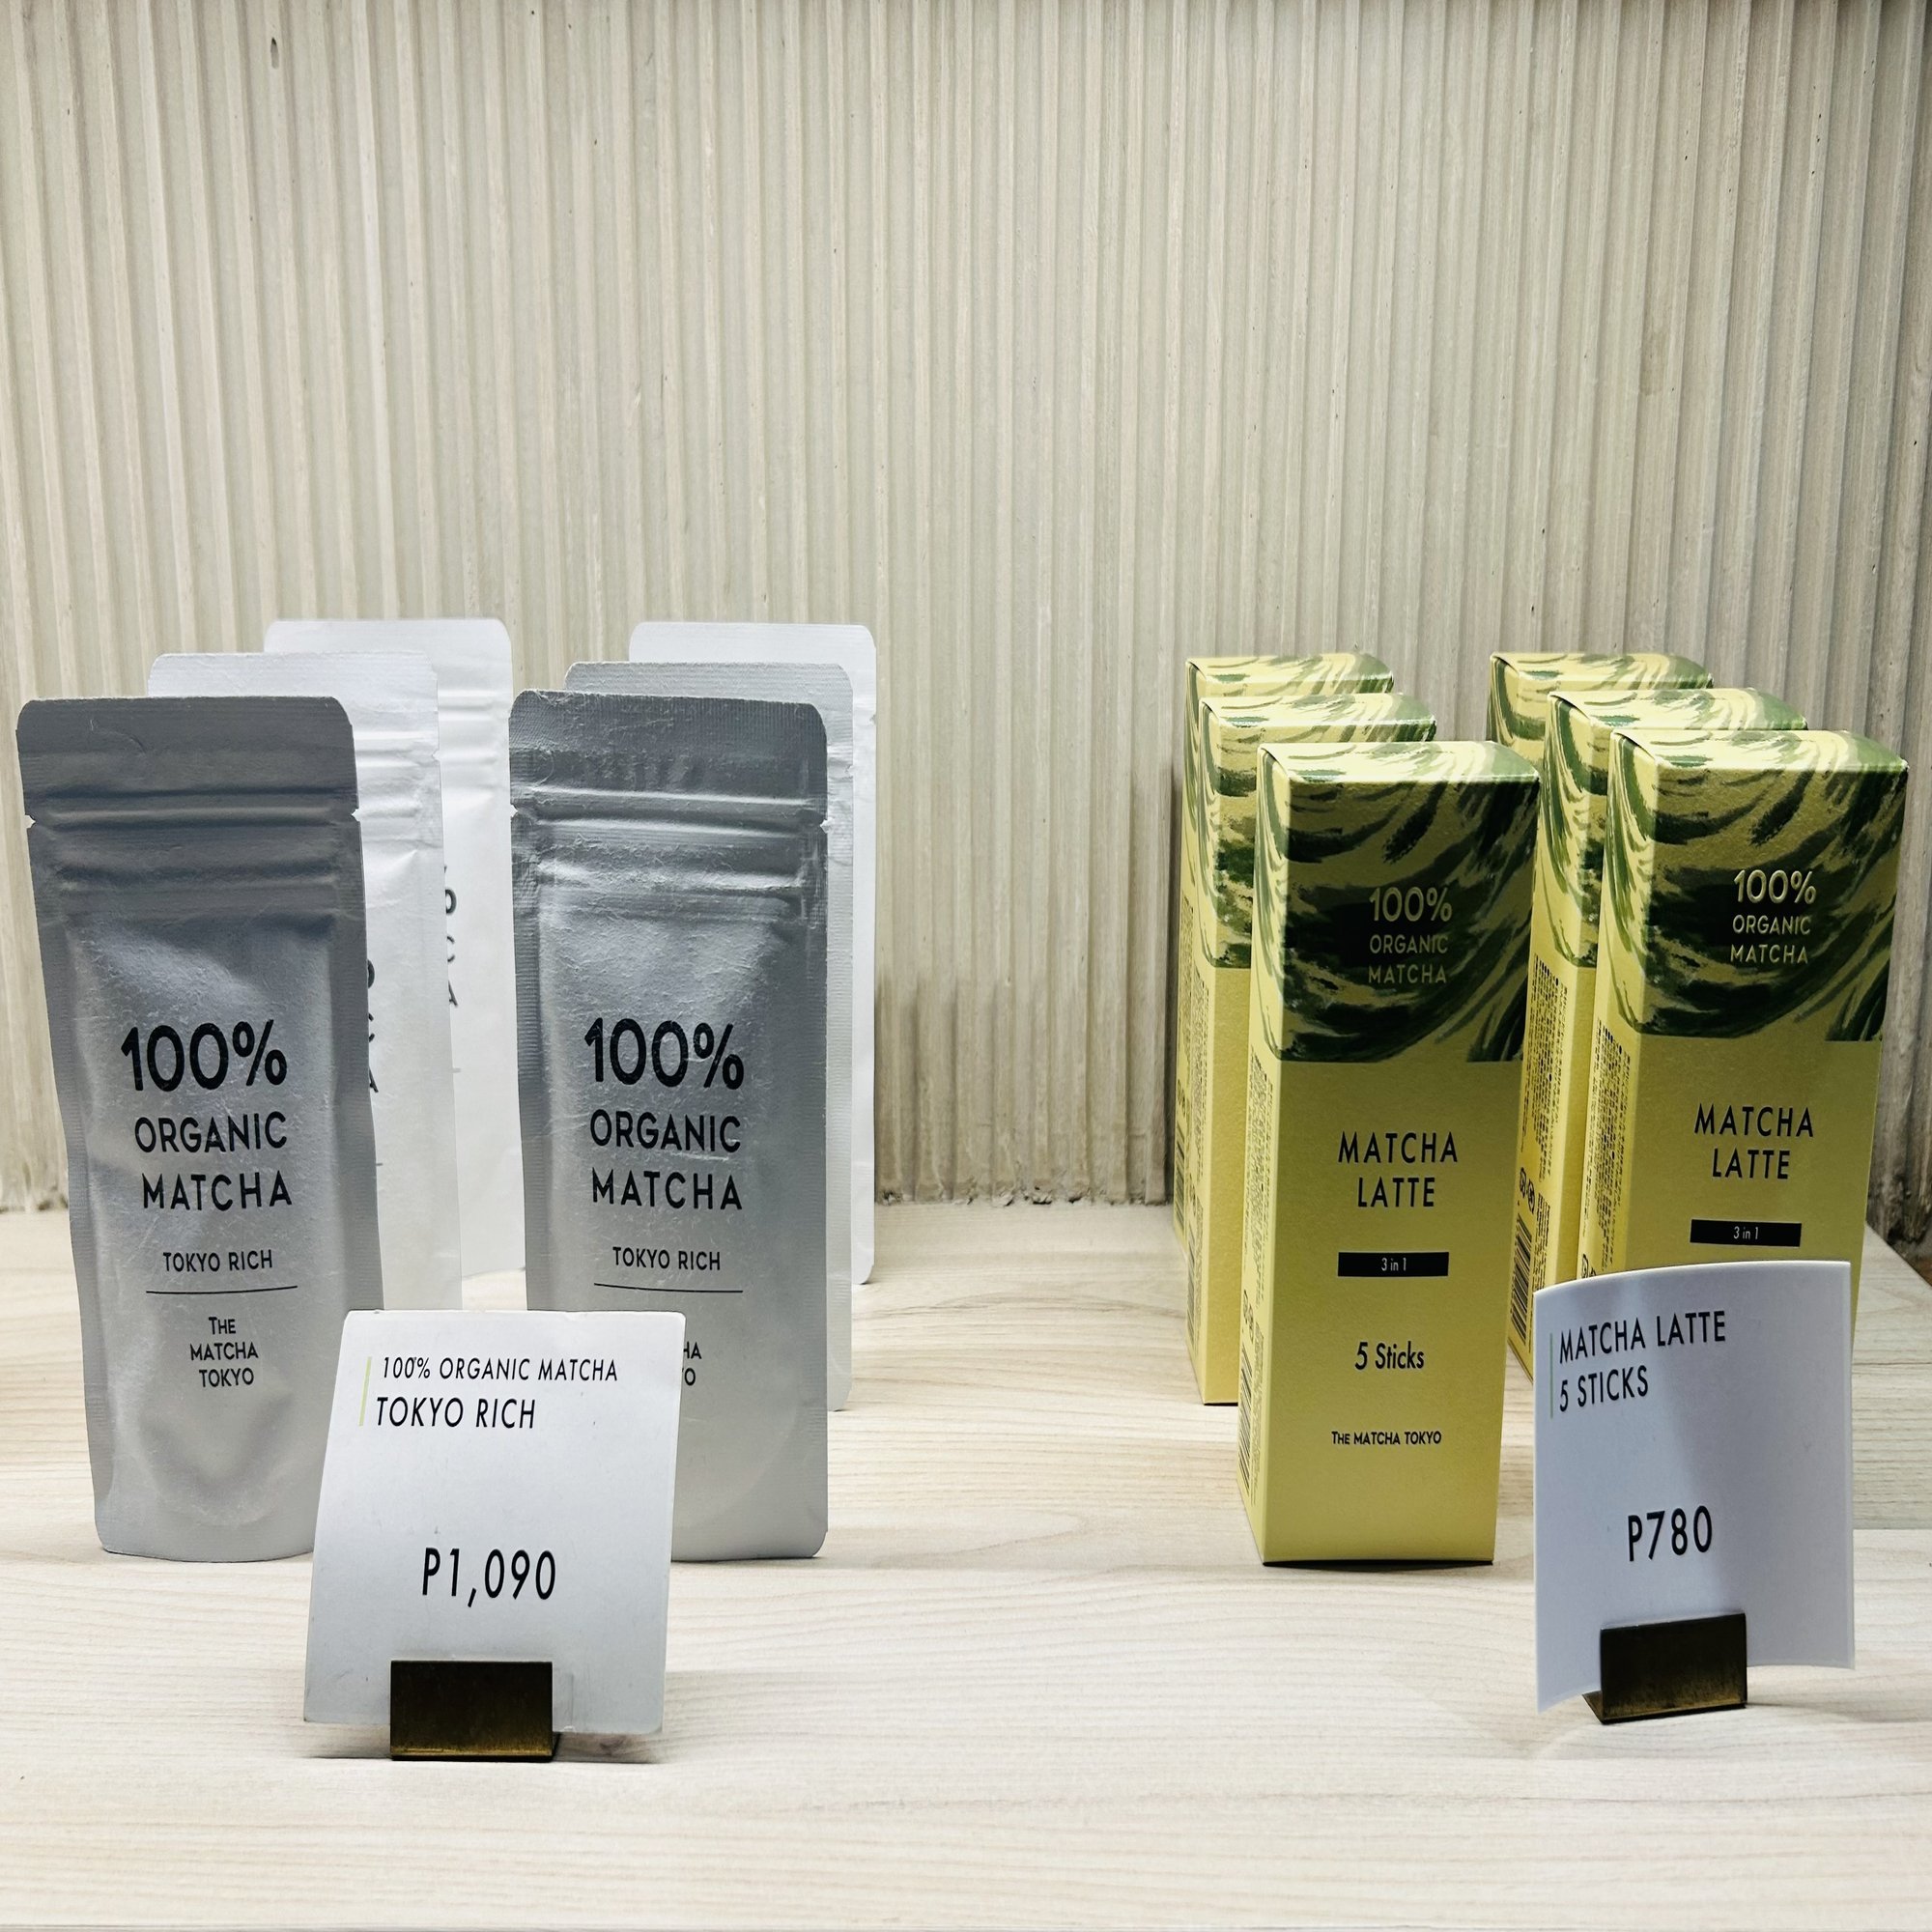 100%
ORGANIC
MATCHA
TOKYO RICH
THE
MATCHA
TOKYO
100%
ORGANIC
MATCHA
TOKYO RICH
100% ORGANIC MATCHA
TOKYO RICH
P1,090
100%
ORGANIC
MATCHA
MATCHA
LATTE
3 in 1
5 Sticks
THE MATCHA TOKYO
100%
ORGANIC
MATCHA
MATCHA
LATTE
3 in 1
MATCHA LATTE
5 STICKS
P780